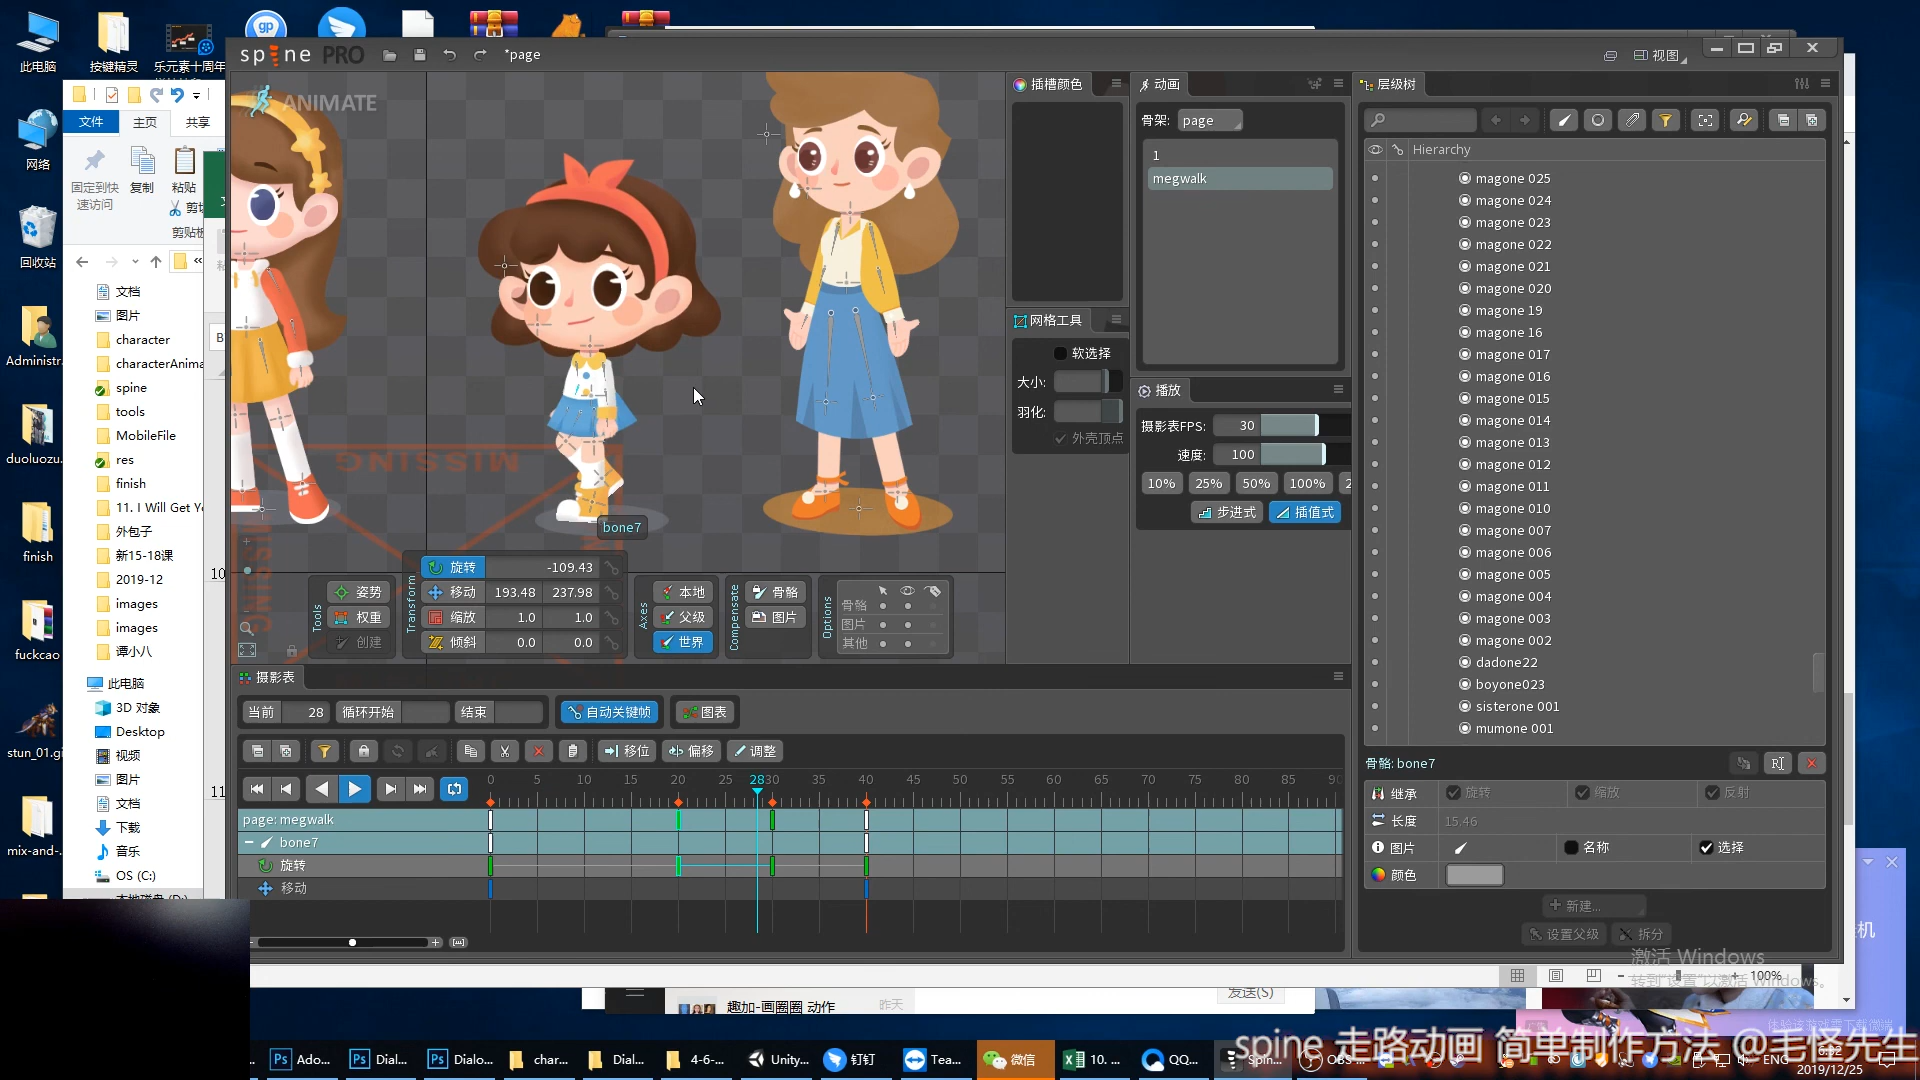 此电脑
按键精灵
乐元素十周年
网络
回收站
Administr.
duoluozu.
finish
fuckcao
stun_01.gi
mix-and-.
文件
主页
共享
固定到快
速访问
复制
粘贴
剪贴板
文档
图片
character
characterAnima
spine
tools
MobileFile
res
finish
11. I Will Get Yo
外包子
新15-18课
2019-12
images
images
谭小八
此电脑
3D 对象
Desktop
视频
图片
文档
下载
音乐
OS (C:)
spine PRO
*page
视图
ANIMATE
MISSING
bone7
10
11
Tools
姿势
权重
创建
Transform
旋转 -109.43
移动 193.48 237.98
缩放 1.0 1.0
倾斜 0.0 0.0
Axes
本地
父级
世界
Compensate
骨骼
图片
Options
骨骼
图片
其他
插槽颜色
网格工具
软选择
大小:
羽化:
外壳顶点
动画
骨架: page
1
megwalk
播放
摄影表FPS: 30
速度: 100
10% 25% 50% 100% 2
步进式
插值式
层级树
Hierarchy
magone 025
magone 024
magone 023
magone 022
magone 021
magone 020
magone 19
magone 16
magone 017
magone 016
magone 015
magone 014
magone 013
magone 012
magone 011
magone 010
magone 007
magone 006
magone 005
magone 004
magone 003
magone 002
dadone22
boyone023
sisterone 001
mumone 001
骨骼: bone7
继承 旋转 缩放 反射
长度 15.46
图片 名称 选择
颜色
新建...
设置父级 拆分
摄影表
当前 28 循环开始 结束 自动关键帧 图表
移位 偏移 调整
0 5 10 15 20 25 28 30 35 40 45 50 55 60 65 70 75 80 85 90
page: megwalk
bone7
旋转
移动
激活 Windows
转到"设置"以激活 Windows。
100%
趣加-画圈圈 动作
昨天
发送(S)
spine 走路动画 简单制作方法 @毛怪先生
Ado...
Dial...
Dialo...
char...
Dial...
4-6-...
Unity...
钉钉
Tea...
微信
10. ...
QQ...
Spin...
OBS ...
ENG
2019/12/25